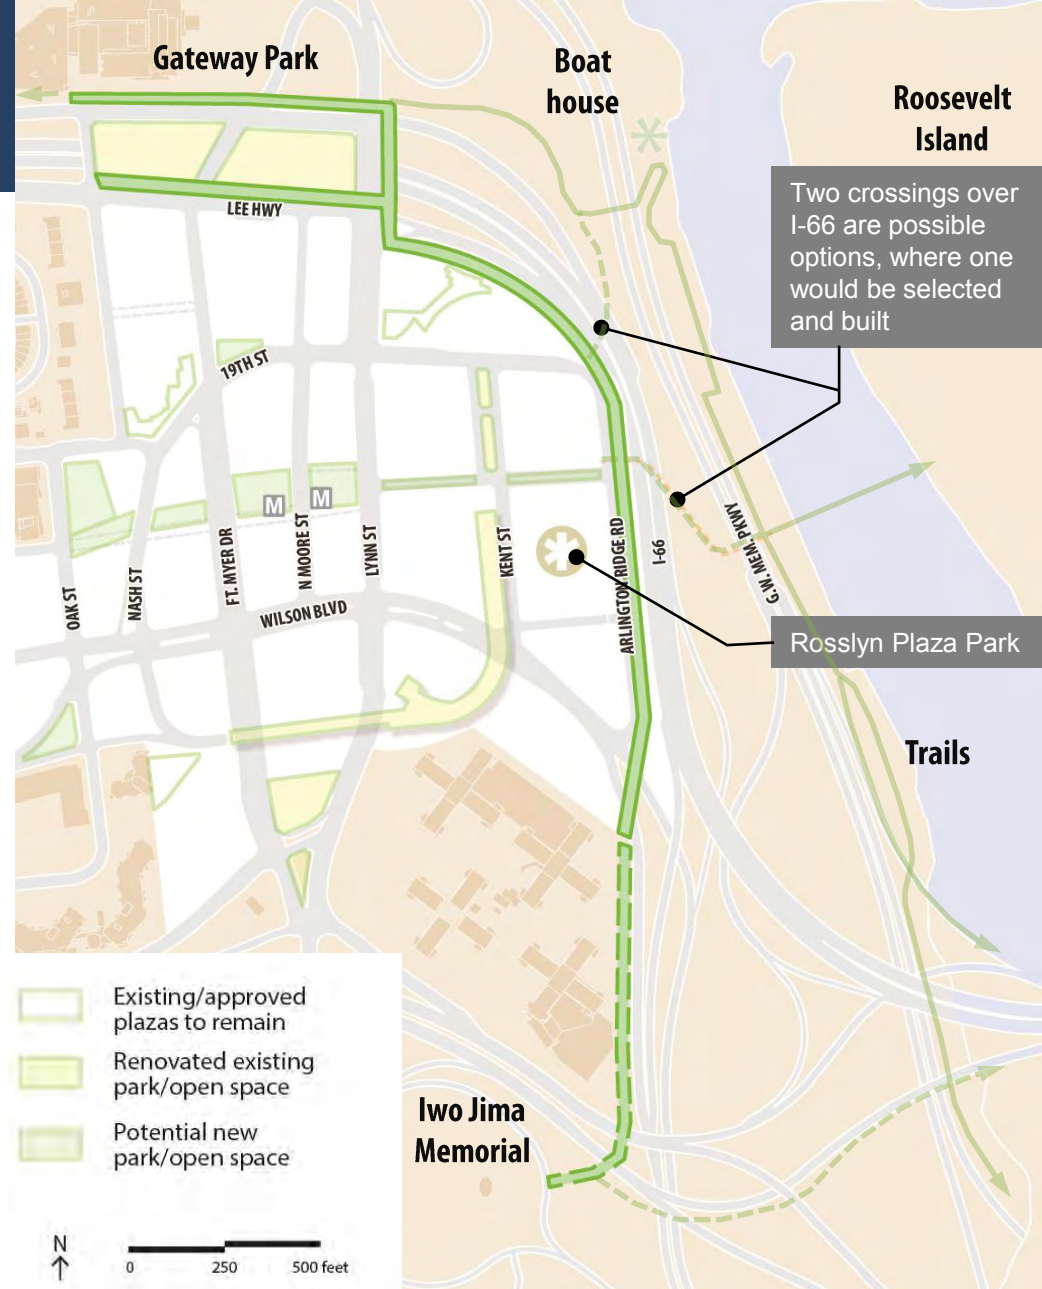 Gateway Park
Boat
house
Roosevelt
Island
Two crossings over
I-66 are possible
options, where one
would be selected
and built
LEE HWY
19TH ST
M
M
OAK ST
NASH ST
FT. MYER DR
N MOORE ST
LYNN ST
KENT ST
ARLINGTON RIDGE RD
I-66
G.W. MEM. PKWY
WILSON BLVD
Rosslyn Plaza Park
Trails
Existing/approved
plazas to remain
Renovated existing
park/open space
Potential new
park/open space
Iwo Jima
Memorial
N
0 250 500 feet